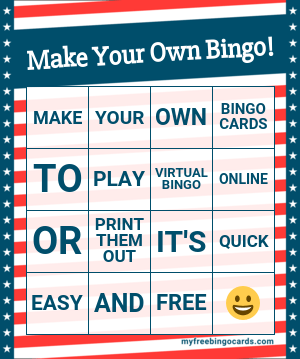 Make Your Own Bingo!
MAKE YOUR OWN BINGO CARDS
TO PLAY VIRTUAL BINGO ONLINE
OR PRINT THEM OUT IT'S QUICK
EASY AND FREE
myfreebingocards.com